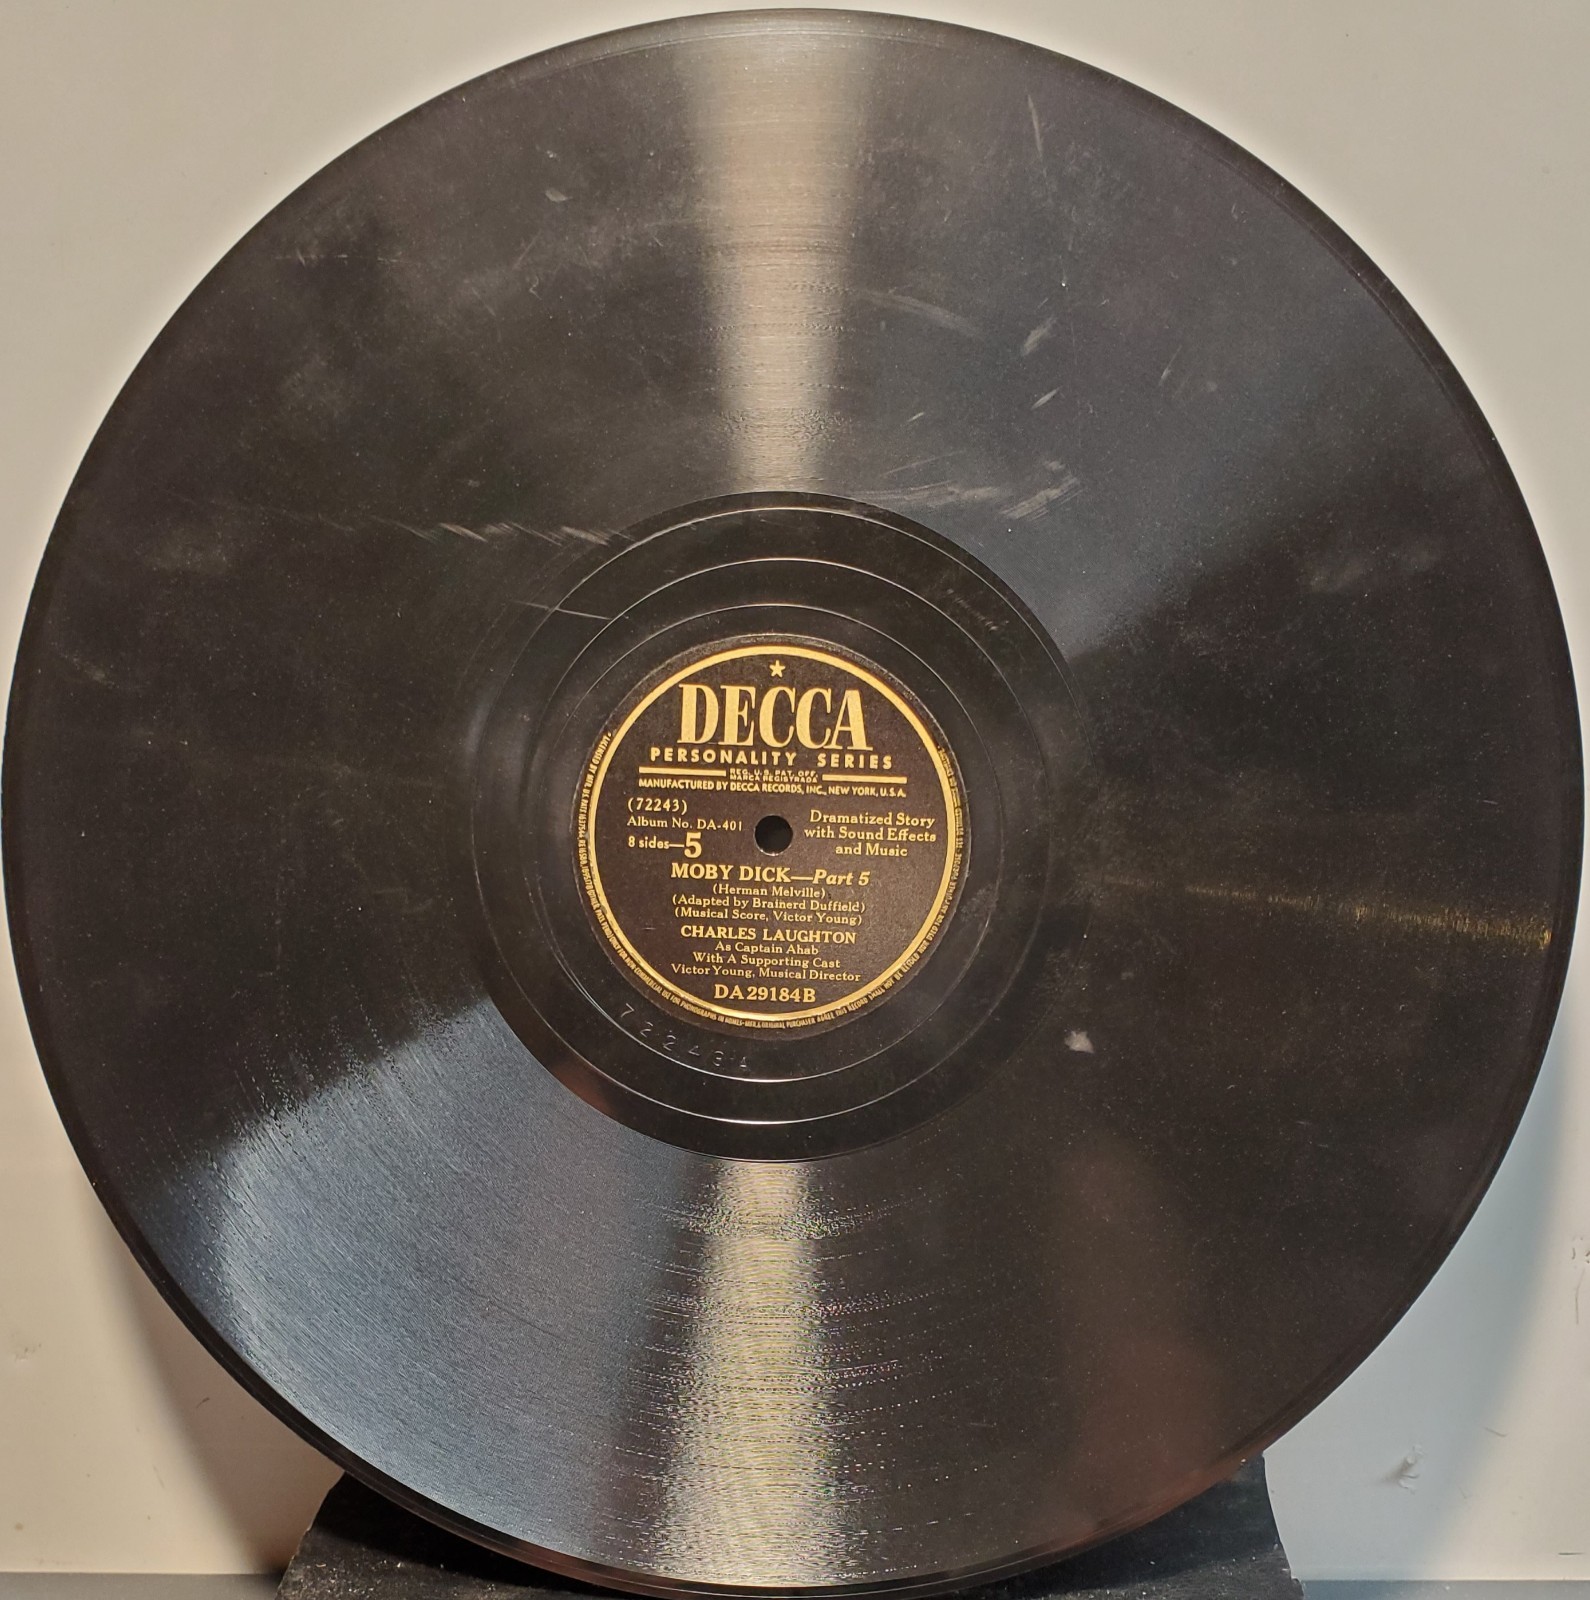 DECCA
PERSONALITY SERIES
REG. U.S. PAT. OFF.
MARCA REGISTRADA
MANUFACTURED BY DECCA RECORDS, INC., NEW YORK, U.S.A.
(72243)
Album No. DA-401
8 sides—5
Dramatized Story
with Sound Effects
and Music
MOBY DICK—Part 5
(Herman Melville)
(Adapted by Brainerd Duffield)
(Musical Score, Victor Young)
CHARLES LAUGHTON
As Captain Ahab
With A Supporting Cast
Victor Young, Musical Director
DA 29184 B